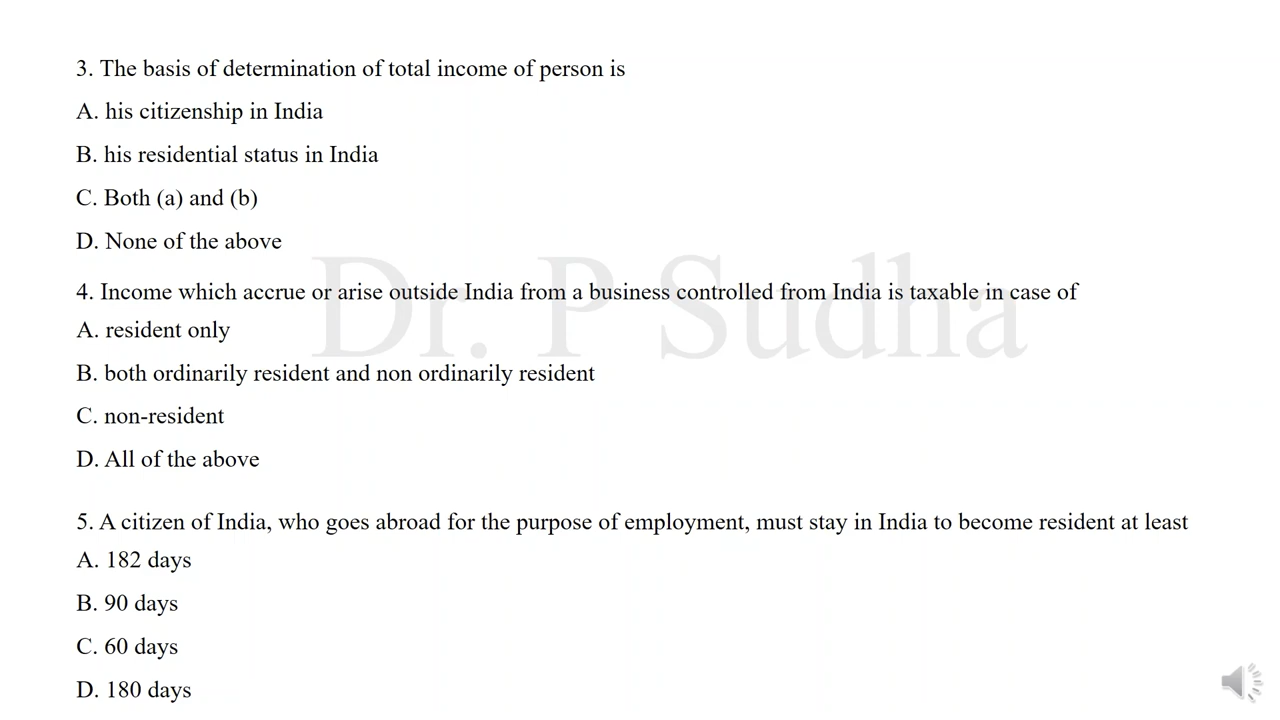 3. The basis of determination of total income of person is
A. his citizenship in India
B. his residential status in India
C. Both (a) and (b)
D. None of the above
4. Income which accrue or arise outside India from a business controlled from India is taxable in case of
A. resident only
Dr. P Sudha
B. both ordinarily resident and non ordinarily resident
C. non-resident
D. All of the above
5. A citizen of India, who goes abroad for the purpose of employment, must stay in India to become resident at least
A. 182 days
B. 90 days
C. 60 days
D. 180 days